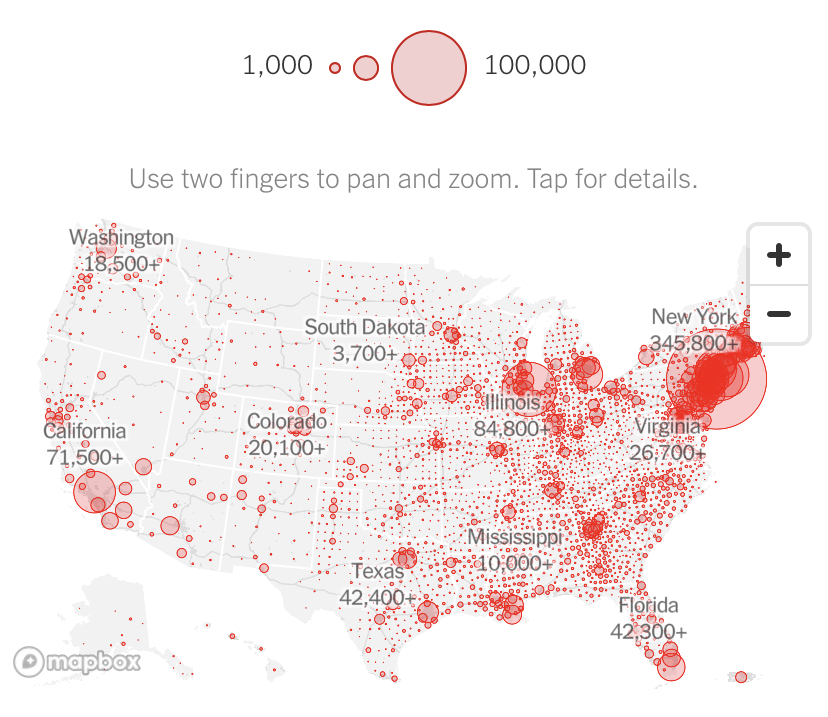 1,000
100,000
Use two fingers to pan and zoom. Tap for details.
Washington
18,500+
South Dakota
3,700+
New York
345,800+
Illinois
84,800+
California
71,500+
Colorado
20,100+
Virginia
26,700+
Mississippi
10,000+
Texas
42,400+
Florida
42,300+
mapbox
+
−